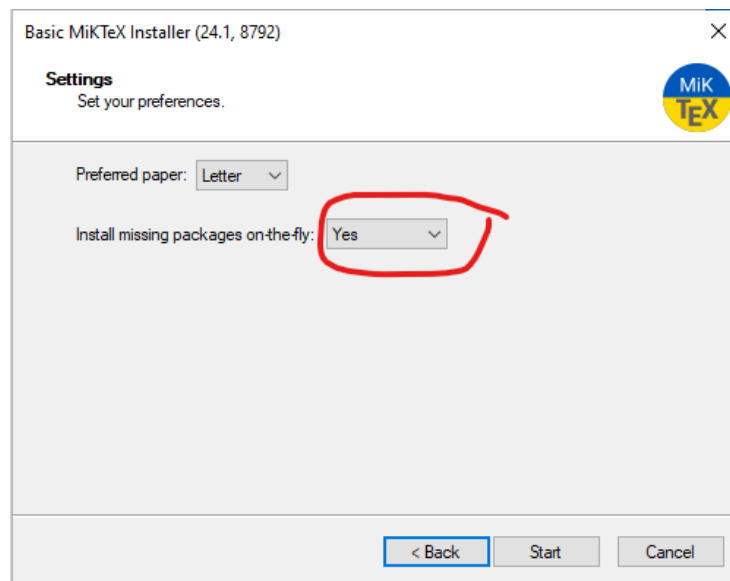 Basic MiKTeX Installer (24.1, 8792)
Settings
Set your preferences.
MiK
TEX
Preferred paper: Letter
Install missing packages on-the-fly: Yes
< Back Start Cancel